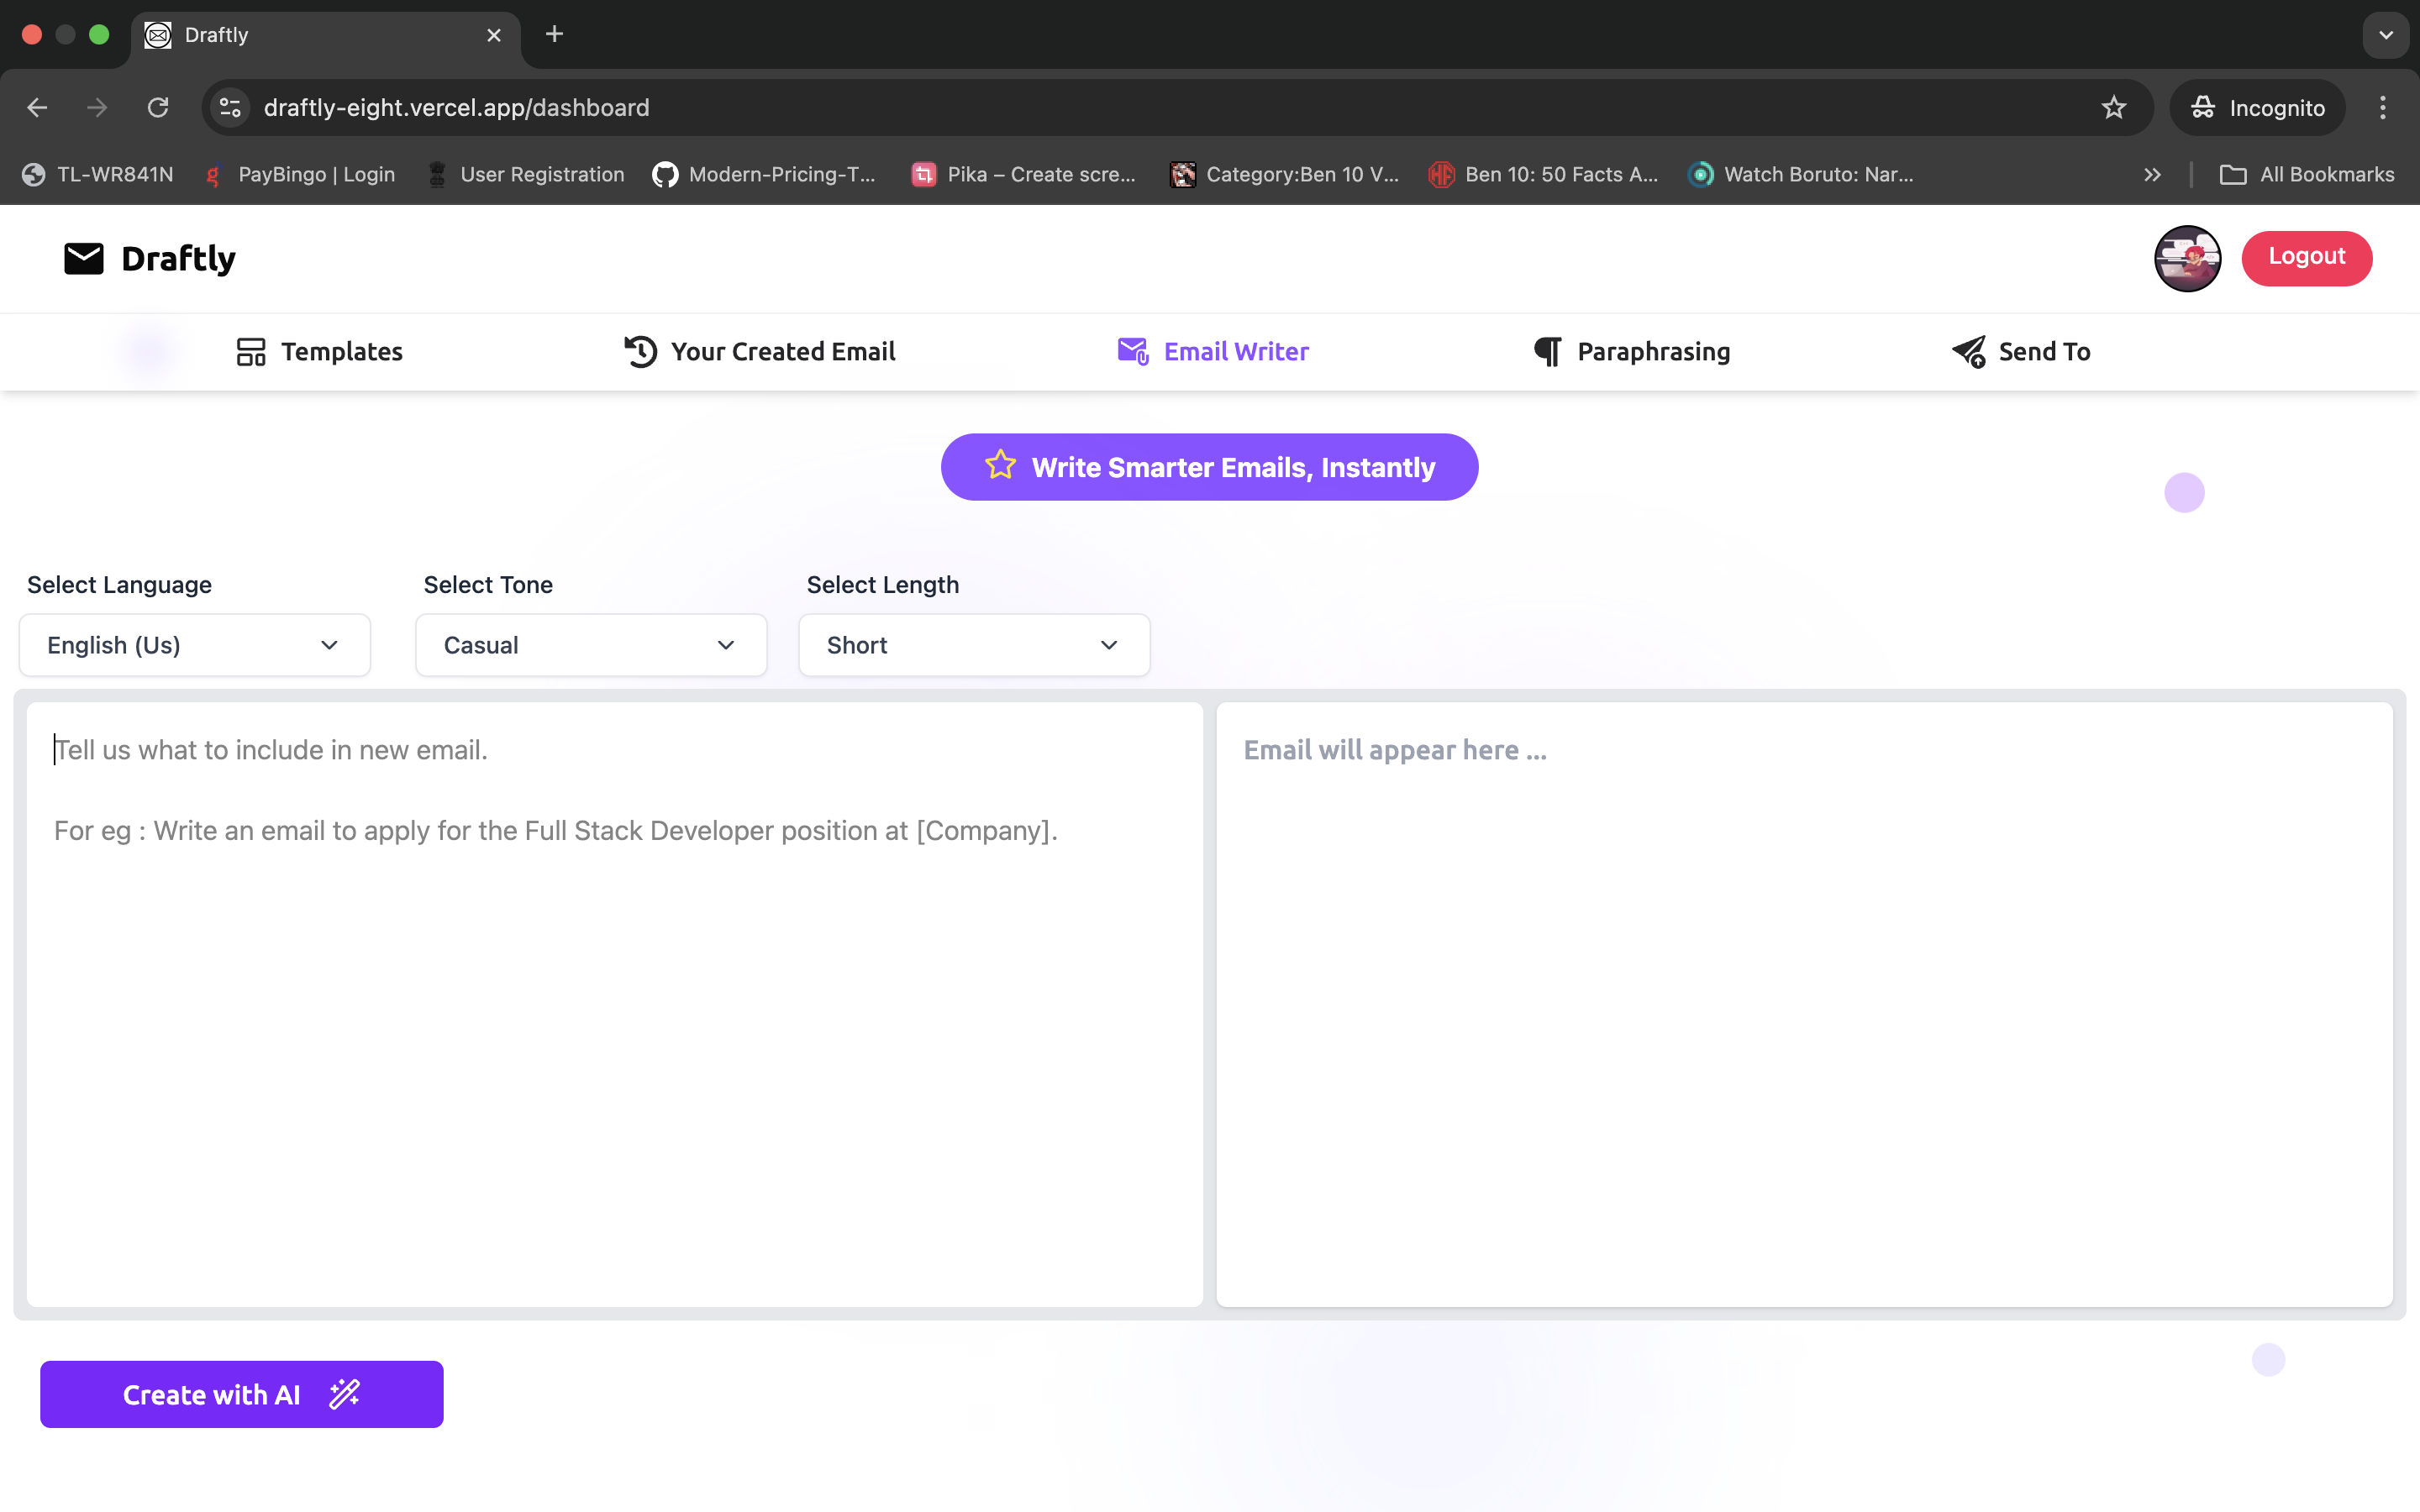 Draftly
draftly-eight.vercel.app/dashboard
Incognito
TL-WR841N
PayBingo | Login
User Registration
Modern-Pricing-T...
Pika – Create scre...
Category:Ben 10 V...
Ben 10: 50 Facts A...
Watch Boruto: Nar...
All Bookmarks
Draftly
Logout
Templates
Your Created Email
Email Writer
Paraphrasing
Send To
Write Smarter Emails, Instantly
Select Language
Select Tone
Select Length
English (Us)
Casual
Short
Tell us what to include in new email.
For eg : Write an email to apply for the Full Stack Developer position at [Company].
Email will appear here ...
Create with AI